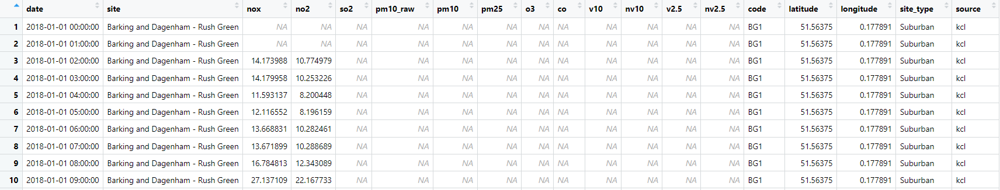 date site nox no2 so2 pm10_raw pm10 pm25 o3 co v10 nv10 v2.5 nv2.5 code latitude longitude site_type source
1 2018-01-01 00:00:00 Barking and Dagenham - Rush Green NA NA NA NA NA NA NA NA NA NA NA NA BG1 51.56375 0.177891 Suburban kcl
2 2018-01-01 01:00:00 Barking and Dagenham - Rush Green NA NA NA NA NA NA NA NA NA NA NA NA BG1 51.56375 0.177891 Suburban kcl
3 2018-01-01 02:00:00 Barking and Dagenham - Rush Green 14.173988 10.774979 NA NA NA NA NA NA NA NA NA NA BG1 51.56375 0.177891 Suburban kcl
4 2018-01-01 03:00:00 Barking and Dagenham - Rush Green 14.179958 10.253226 NA NA NA NA NA NA NA NA NA NA BG1 51.56375 0.177891 Suburban kcl
5 2018-01-01 04:00:00 Barking and Dagenham - Rush Green 11.593137 8.200448 NA NA NA NA NA NA NA NA NA NA BG1 51.56375 0.177891 Suburban kcl
6 2018-01-01 05:00:00 Barking and Dagenham - Rush Green 12.116552 8.196159 NA NA NA NA NA NA NA NA NA NA BG1 51.56375 0.177891 Suburban kcl
7 2018-01-01 06:00:00 Barking and Dagenham - Rush Green 13.668831 10.282461 NA NA NA NA NA NA NA NA NA NA BG1 51.56375 0.177891 Suburban kcl
8 2018-01-01 07:00:00 Barking and Dagenham - Rush Green 13.671899 10.288689 NA NA NA NA NA NA NA NA NA NA BG1 51.56375 0.177891 Suburban kcl
9 2018-01-01 08:00:00 Barking and Dagenham - Rush Green 16.784813 12.343089 NA NA NA NA NA NA NA NA NA NA BG1 51.56375 0.177891 Suburban kcl
10 2018-01-01 09:00:00 Barking and Dagenham - Rush Green 27.137109 22.167733 NA NA NA NA NA NA NA NA NA NA BG1 51.56375 0.177891 Suburban kcl